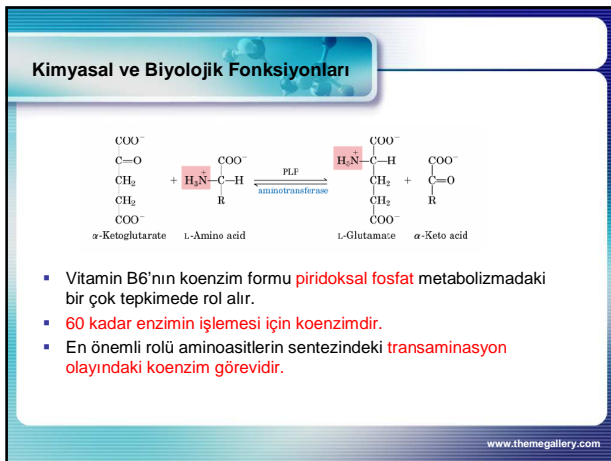 Kimyasal ve Biyolojik Fonksiyonları
COO⁻
C=O
CH₂
CH₂
COO⁻
α-Ketoglutarate
+
COO⁻
H₃N⁺—C—H
R
L-Amino acid
PLF
aminotransferase
COO⁻
H₃N⁺—C—H
CH₂
CH₂
COO⁻
L-Glutamate
+
COO⁻
C=O
R
α-Keto acid
▪ Vitamin B6'nın koenzim formu piridoksal fosfat metabolizmadaki
bir çok tepkimede rol alır.
▪ 60 kadar enzimin işlemesi için koenzimdir.
▪ En önemli rolü aminoasitlerin sentezindeki transaminasyon
olayındaki koenzim görevidir.
www.themegallery.com